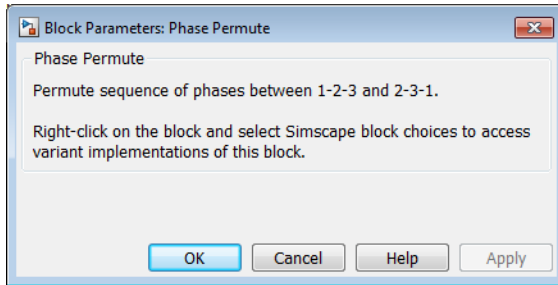 Block Parameters: Phase Permute
Phase Permute
Permute sequence of phases between 1-2-3 and 2-3-1.
Right-click on the block and select Simscape block choices to access
variant implementations of this block.
OK Cancel Help Apply